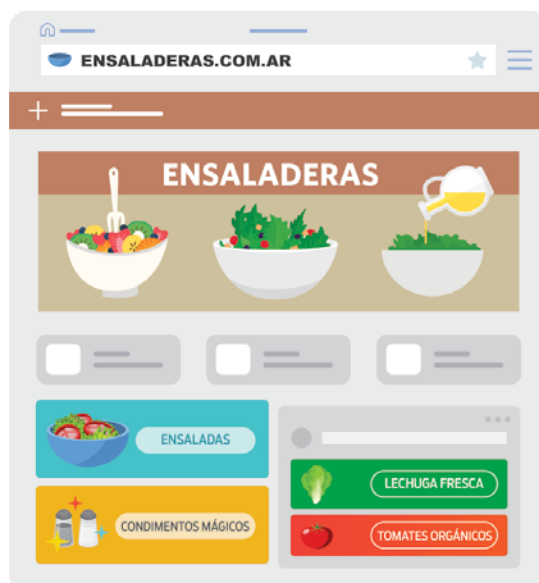 ENSALADERAS.COM.AR
ENSALADERAS
ENSALADAS
LECHUGA FRESCA
CONDIMENTOS MÁGICOS
TOMATES ORGÁNICOS